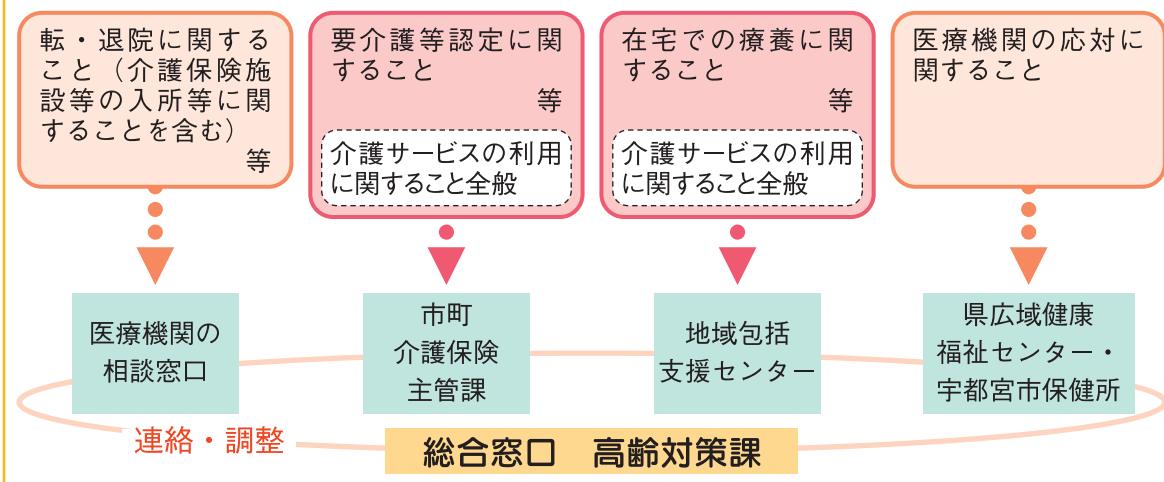 転・退院に関する
こと（介護保険施
設等の入所等に関
することを含む）
等
要介護等認定に関
すること
等
介護サービスの利用
に関すること全般
在宅での療養に関
すること
等
介護サービスの利用
に関すること全般
医療機関の応対に
関すること
医療機関の
相談窓口
市町
介護保険
主管課
地域包括
支援センター
県広域健康
福祉センター・
宇都宮市保健所
連絡・調整
総合窓口　高齢対策課